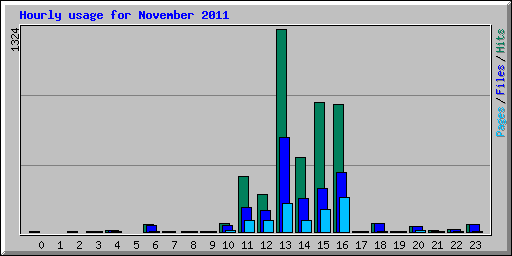 Hourly usage for November 2011
1324
Pages / Files / Hits
0 1 2 3 4 5 6 7 8 9 10 11 12 13 14 15 16 17 18 19 20 21 22 23